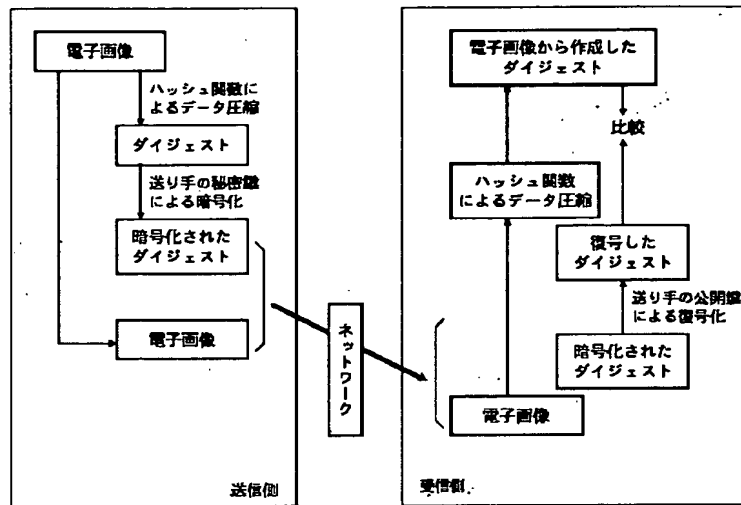 電子画像
ハッシュ関数に
よるデータ圧縮
ダイジェスト
送り手の秘密鍵
による暗号化
暗号化された
ダイジェスト
電子画像
送信側
ネットワーク
電子画像から作成した
ダイジェスト
比較
ハッシュ関数
によるデータ圧縮
復号した
ダイジェスト
送り手の公開鍵
による復号化
暗号化された
ダイジェスト
電子画像
受信側